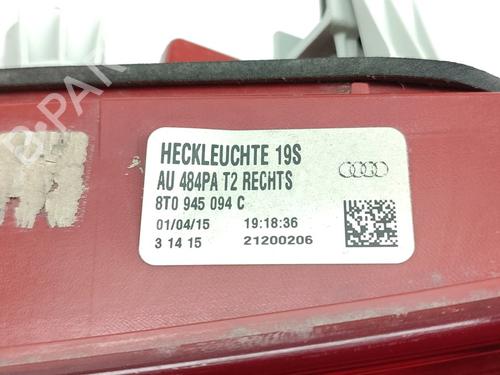 HECKLEUCHTE 19S
AU 484PA T2 RECHTS
8T0 945 094 C
01/04/15 19:18:36
3 14 15 21200206
B-PARTS